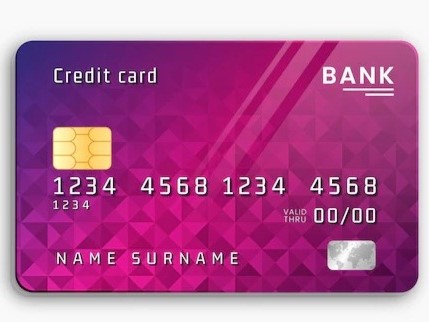 Credit card
BANK
1234 4568 1234 4568
1234
VALID
THRU 00/00
NAME SURNAME